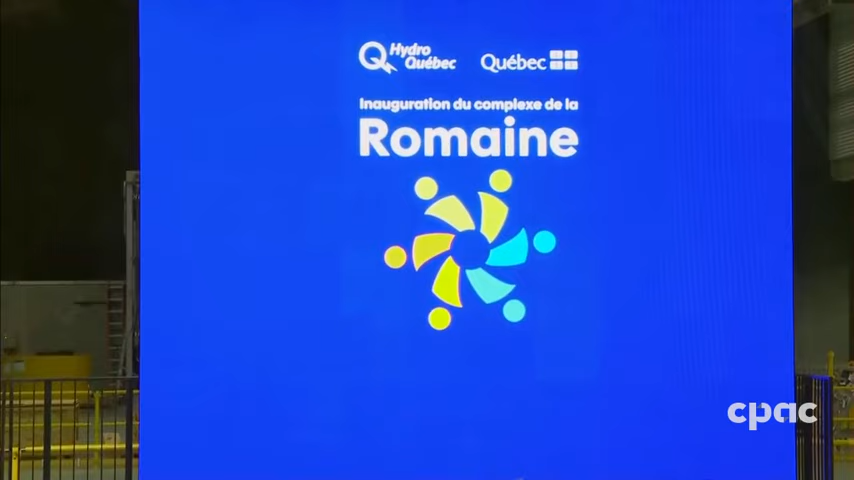 Hydro
Québec
Québec
Inauguration du complexe de la
Romaine
cpac